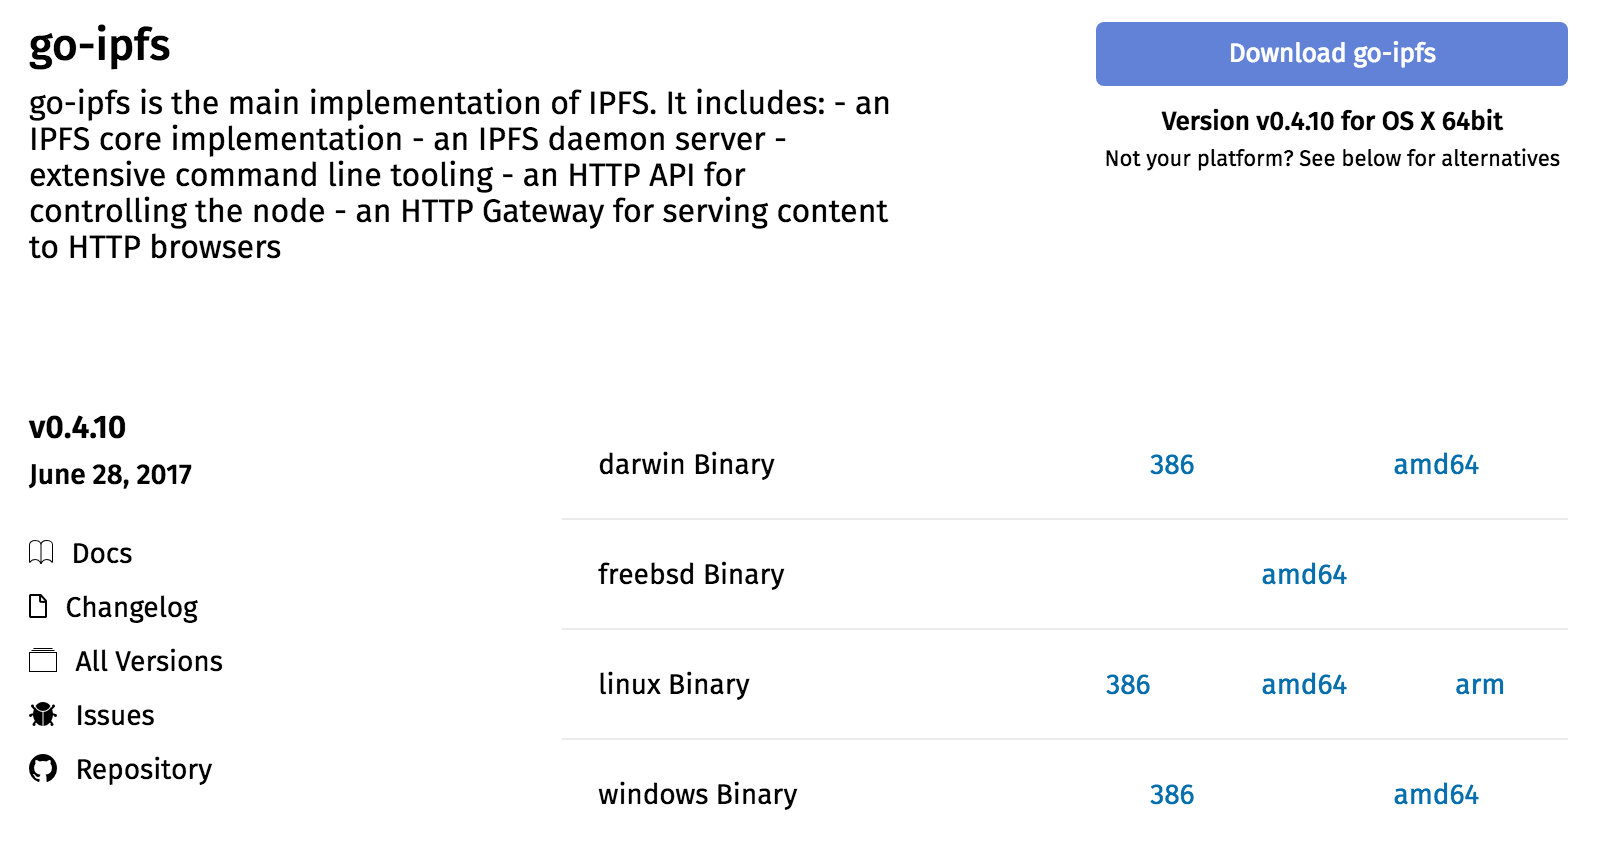 go-ipfs
go-ipfs is the main implementation of IPFS. It includes: - an
IPFS core implementation - an IPFS daemon server -
extensive command line tooling - an HTTP API for
controlling the node - an HTTP Gateway for serving content
to HTTP browsers
Download go-ipfs
Version v0.4.10 for OS X 64bit
Not your platform? See below for alternatives
v0.4.10
June 28, 2017
Docs
Changelog
All Versions
Issues
Repository
darwin Binary 386 amd64
freebsd Binary amd64
linux Binary 386 amd64 arm
windows Binary 386 amd64